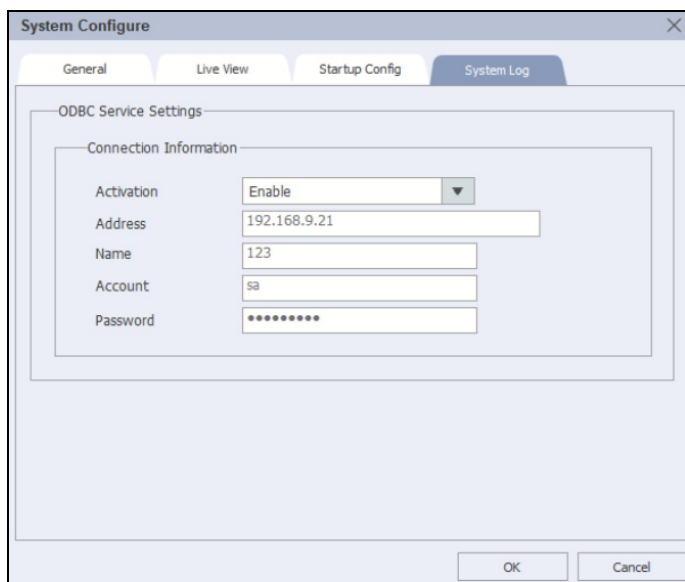 System Configure
General Live View Startup Config System Log
ODBC Service Settings
Connection Information
Activation Enable
Address 192.168.9.21
Name 123
Account sa
Password •••••••••
OK Cancel